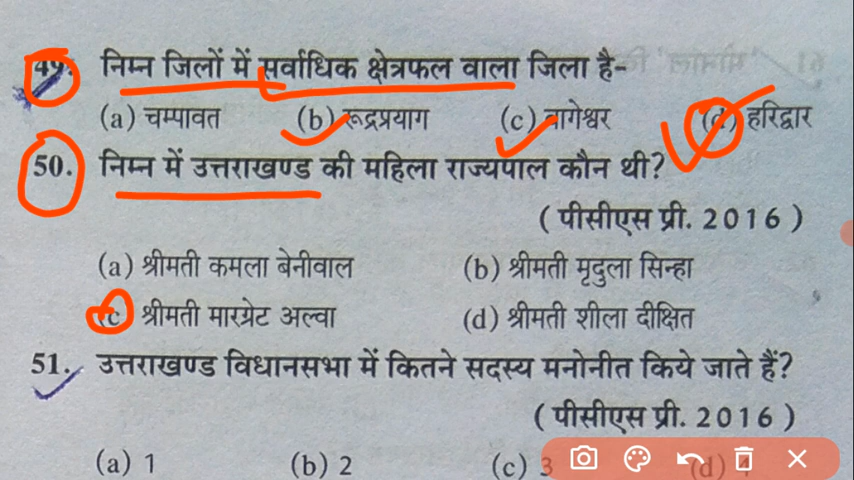 49. निम्न जिलों में सर्वाधिक क्षेत्रफल वाला जिला है-
(a) चम्पावत (b) रूद्रप्रयाग (c) बागेश्वर (d) हरिद्वार
50. निम्न में उत्तराखण्ड की महिला राज्यपाल कौन थी?
( पीसीएस प्री. 2016 )
(a) श्रीमती कमला बेनीवाल (b) श्रीमती मृदुला सिन्हा
(c) श्रीमती मारग्रेट अल्वा (d) श्रीमती शीला दीक्षित
51. उत्तराखण्ड विधानसभा में कितने सदस्य मनोनीत किये जाते हैं?
( पीसीएस प्री. 2016 )
(a) 1 (b) 2 (c) 3 (d) 4